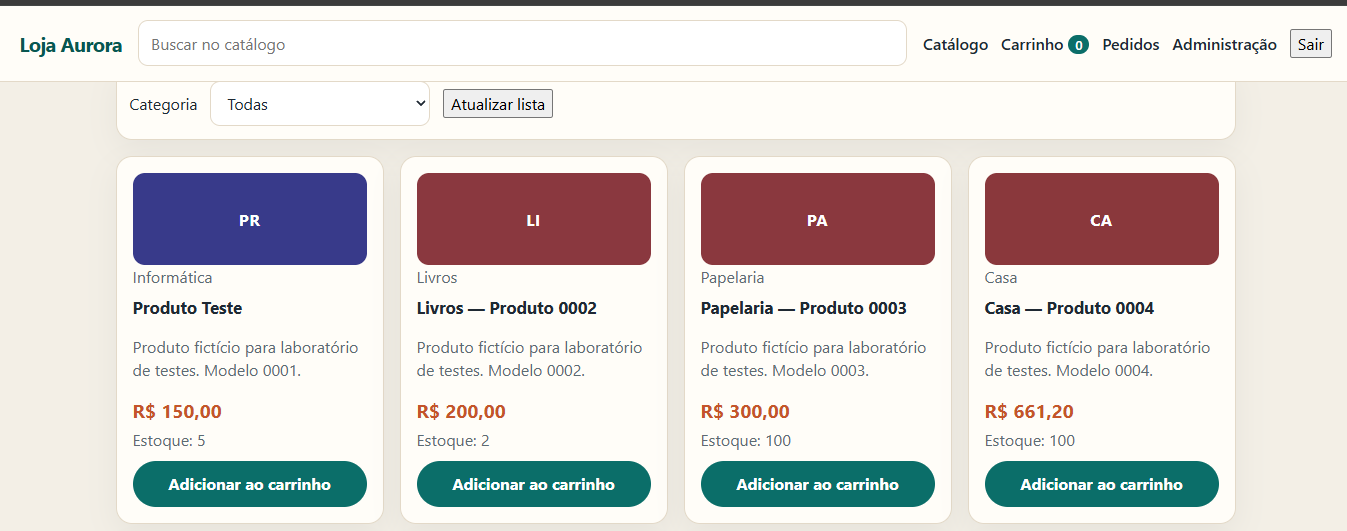 Loja Aurora
Buscar no catálogo
Catálogo Carrinho 0 Pedidos Administração Sair
Categoria Todas Atualizar lista
PR
Informática
Produto Teste
Produto fictício para laboratório
de testes. Modelo 0001.
R$ 150,00
Estoque: 5
Adicionar ao carrinho
LI
Livros
Livros — Produto 0002
Produto fictício para laboratório
de testes. Modelo 0002.
R$ 200,00
Estoque: 2
Adicionar ao carrinho
PA
Papelaria
Papelaria — Produto 0003
Produto fictício para laboratório
de testes. Modelo 0003.
R$ 300,00
Estoque: 100
Adicionar ao carrinho
CA
Casa
Casa — Produto 0004
Produto fictício para laboratório
de testes. Modelo 0004.
R$ 661,20
Estoque: 100
Adicionar ao carrinho